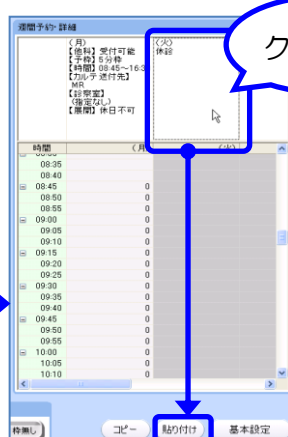 週間予約-詳細
(月)
【他科】受付可能
【予枠】5分枠
【時間】08:45～16:3
【カルテ送付先】
MR
【診察室】
(指定なし)
【展開】休日不可
(火)
休診
ク
時間 (月 (火)
08:35
08:40
08:45 0
08:50 0
08:55 0
09:00 0
09:05 0
09:10 0
09:15 0
09:20 0
09:25 0
09:30 0
09:35 0
09:40 0
09:45 0
09:50 0
09:55 0
10:00 0
10:05 0
10:10 0
枠無し コピー 貼り付け 基本設定